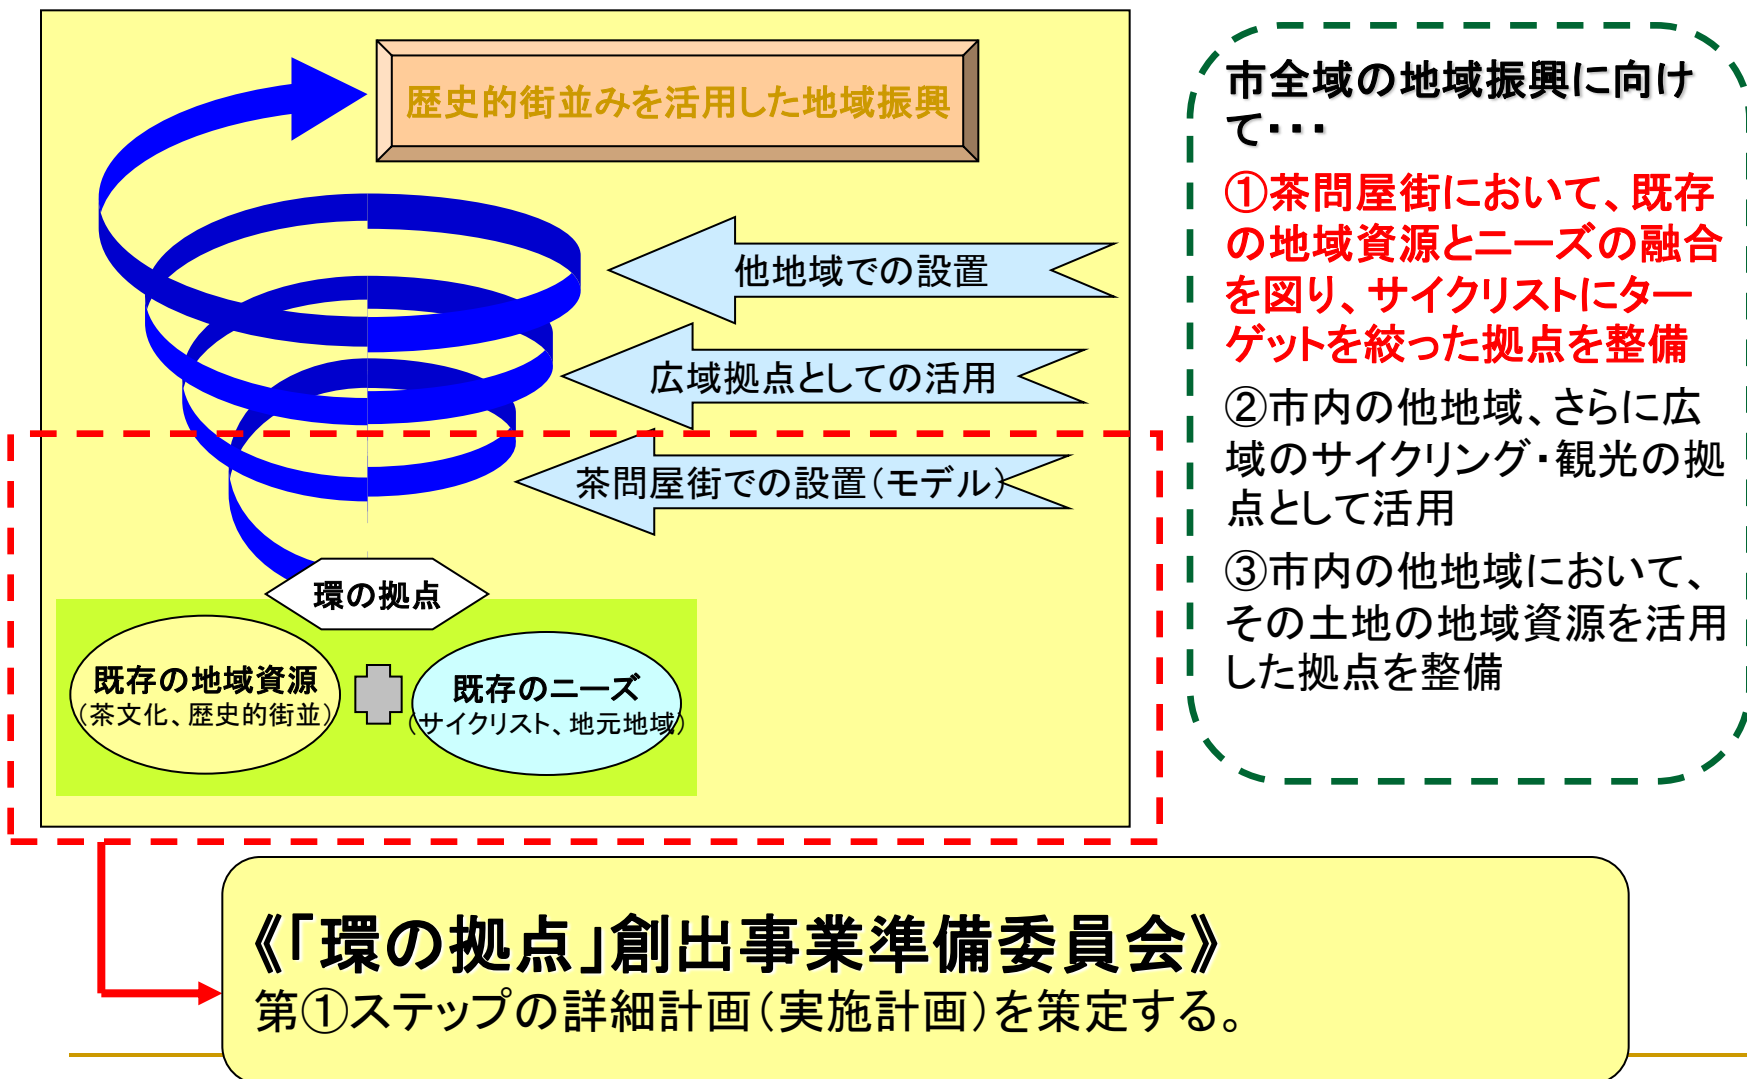 歴史的街並みを活用した地域振興
他地域での設置
広域拠点としての活用
茶問屋街での設置(モデル)
環の拠点
既存の地域資源
(茶文化、歴史的街並)
既存のニーズ
(サイクリスト、地元地域)
市全域の地域振興に向け
て・・・
①茶問屋街において、既存
の地域資源とニーズの融合
を図り、サイクリストにター
ゲットを絞った拠点を整備
②市内の他地域、さらに広
域のサイクリング・観光の拠
点として活用
③市内の他地域において、
その土地の地域資源を活用
した拠点を整備
《「環の拠点」創出事業準備委員会》
第①ステップの詳細計画(実施計画)を策定する。